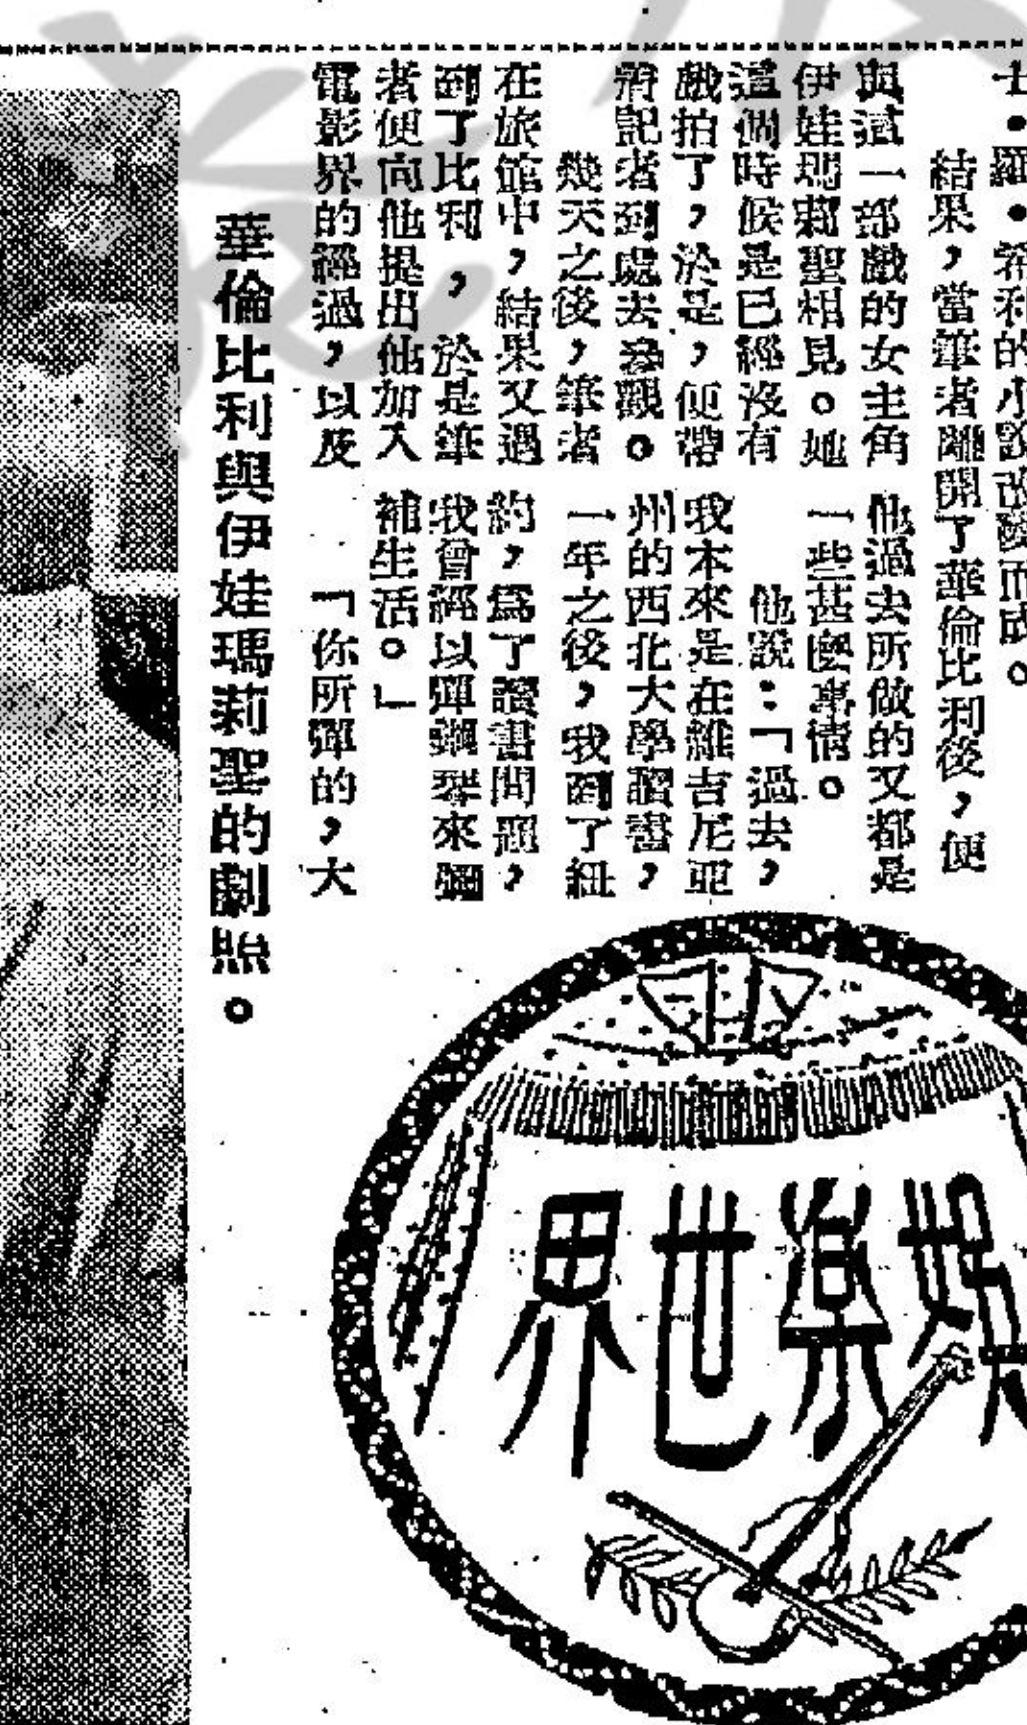 士•羅•希利的小說改變而成。
結果，當筆者離開了華倫比利後，便
與這一部戲的女主角
伊娃瑪莉聖相見。她
這個時候是已經沒有
戲拍了，於是，便帶
記者到處去參觀。
幾天之後，筆者
在旅館中，結果又遇
到了比利，於是筆
者便向他提出他加入
電影界的經過，以及
他過去所做的又都是
一些甚麼事情。
他說：「過去，
我本來是在維吉尼亞
州的西北大學讀書，
一年之後，我到了紐
約，爲了讀書問題，
我曾經以彈鋼琴來彌
補生活。」
「你所彈的，大
華倫比利與伊娃瑪莉聖的劇照。
娛樂世界